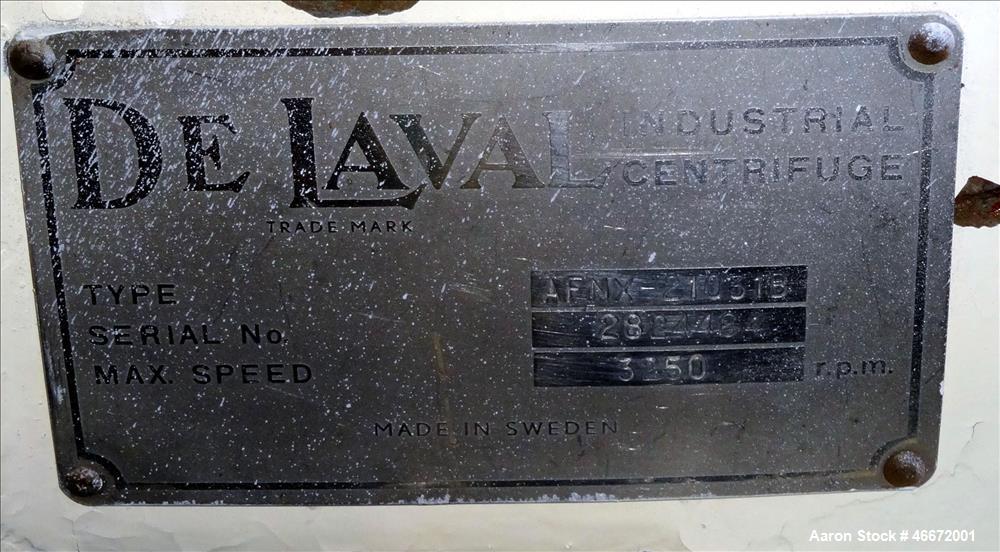 DE LAVAL INDUSTRIAL CENTRIFUGE
TRADE MARK
TYPE
SERIAL No.
MAX. SPEED r.p.m.
MADE IN SWEDEN
Aaron Stock # 46672001